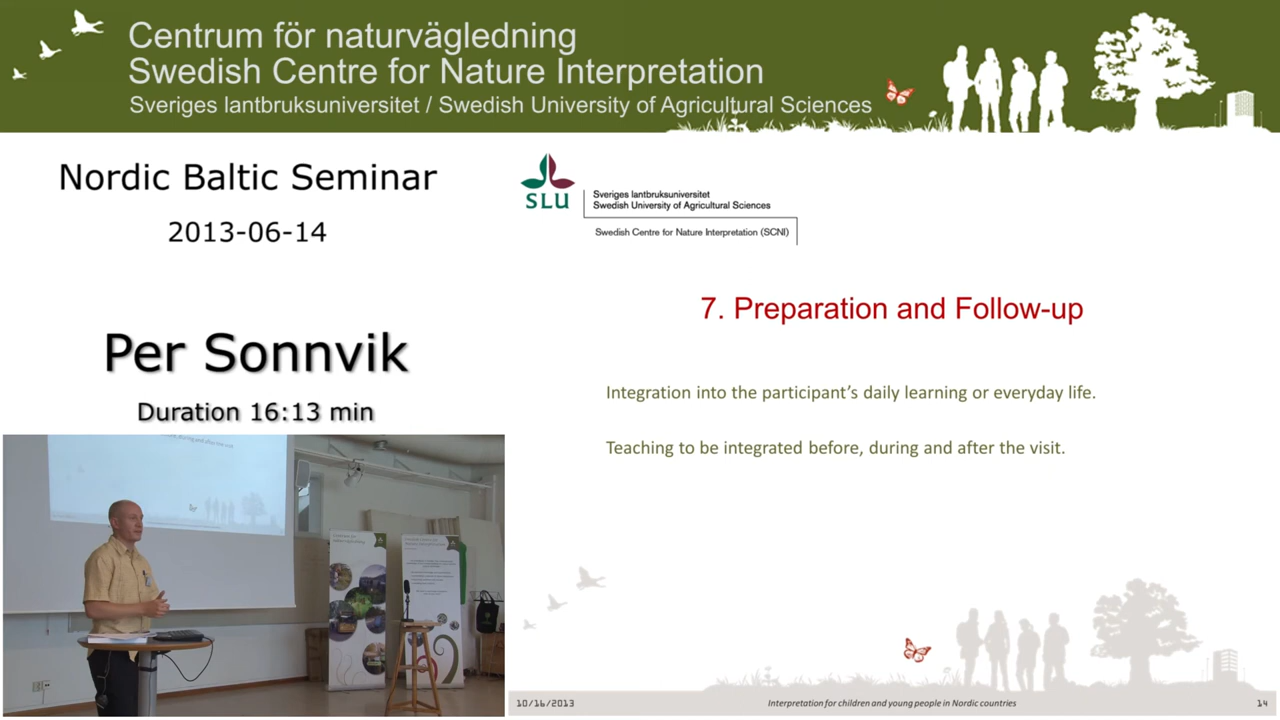 Centrum för naturvägledning
Swedish Centre for Nature Interpretation
Sveriges lantbruksuniversitet / Swedish University of Agricultural Sciences
Nordic Baltic Seminar
2013-06-14
Per Sonnvik
Duration 16:13 min
SLU
Sveriges lantbruksuniversitet
Swedish University of Agricultural Sciences
Swedish Centre for Nature Interpretation (SCNI)
7. Preparation and Follow-up
Integration into the participant's daily learning or everyday life.
Teaching to be integrated before, during and after the visit.
10/16/2013
Interpretation for children and young people in Nordic countries
14